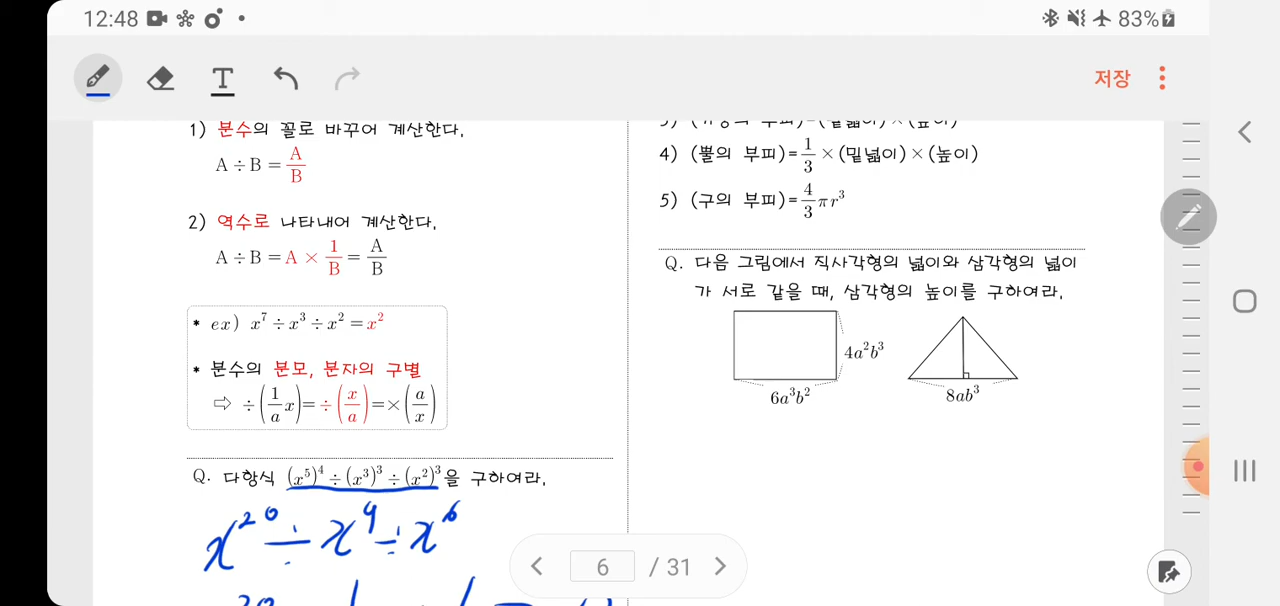 12:48
83%
T
저장
1) 분수의 꼴로 바꾸어 계산한다.
A ÷ B = A/B
2) 역수로 나타내어 계산한다.
A ÷ B = A × 1/B = A/B
* ex) x⁷ ÷ x³ ÷ x² = x²
* 분수의 분모, 분자의 구별
⇨ ÷(1/a x) = ÷(x/a) = ×(a/x)
Q. 다항식 (x⁵)⁴ ÷ (x³)³ ÷ (x²)³을 구하여라.
x²⁰ ÷ x⁹ ÷ x⁶
4) (뿔의 부피) = 1/3 × (밑넓이) × (높이)
5) (구의 부피) = 4/3 πr³
Q. 다음 그림에서 직사각형의 넓이와 삼각형의 넓이
가 서로 같을 때, 삼각형의 높이를 구하여라.
4a²b³
6a³b²
8ab³
6 / 31